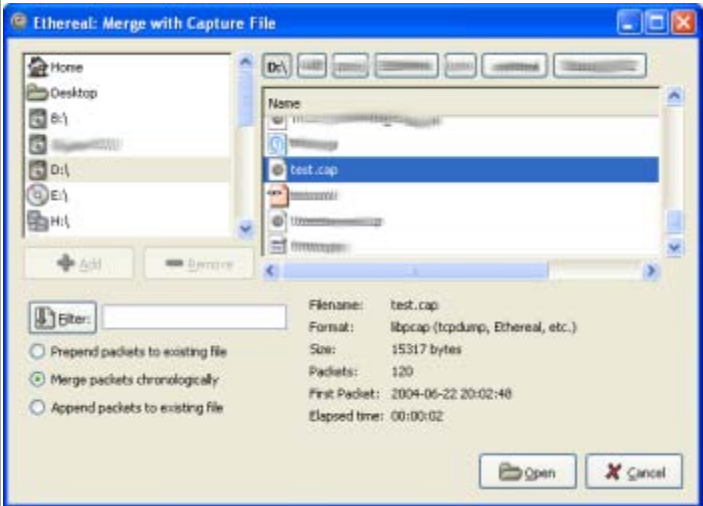 Ethereal: Merge with Capture File
Home
Desktop
B:\
D:\
E:\
H:\
Add
Remove
D:\
Name
test.cap
Filter:
Prepend packets to existing file
Merge packets chronologically
Append packets to existing file
Filename: test.cap
Format: libpcap (tcpdump, Ethereal, etc.)
Size: 15317 bytes
Packets: 120
First Packet: 2004-06-22 20:02:48
Elapsed time: 00:00:02
Open
Cancel